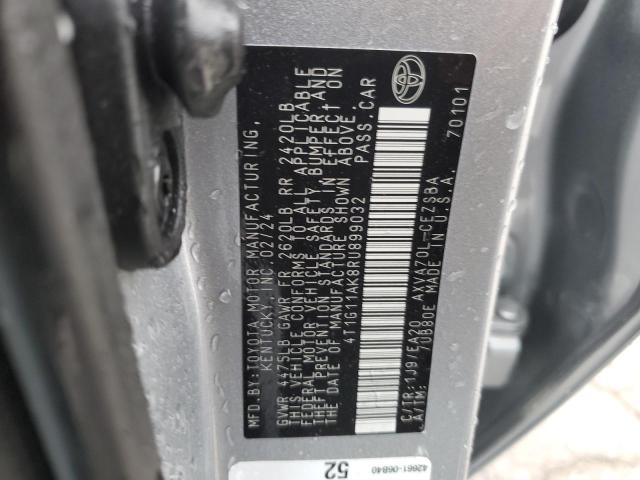 MFD.BY:TOYOTA MOTOR MANUFACTURING,
KENTUCKY, INC. 02/24
GVWR 4475LB GAWR FR 2620LB RR 2420LB
THIS VEHICLE CONFORMS TO ALL APPLICABLE
FEDERAL MOTOR VEHICLE SAFETY, BUMPER, AND
THEFT PREVENTION STANDARDS IN EFFECT ON
THE DATE OF MANUFACTURE SHOWN ABOVE.
4T1G11AK8RU899032 PASS.CAR
C/TR:1J9/EA20 AXVA70L-CEZSBA
A/TM: /0B80E MADE IN U.S.A. 70101
52
42661-06B40